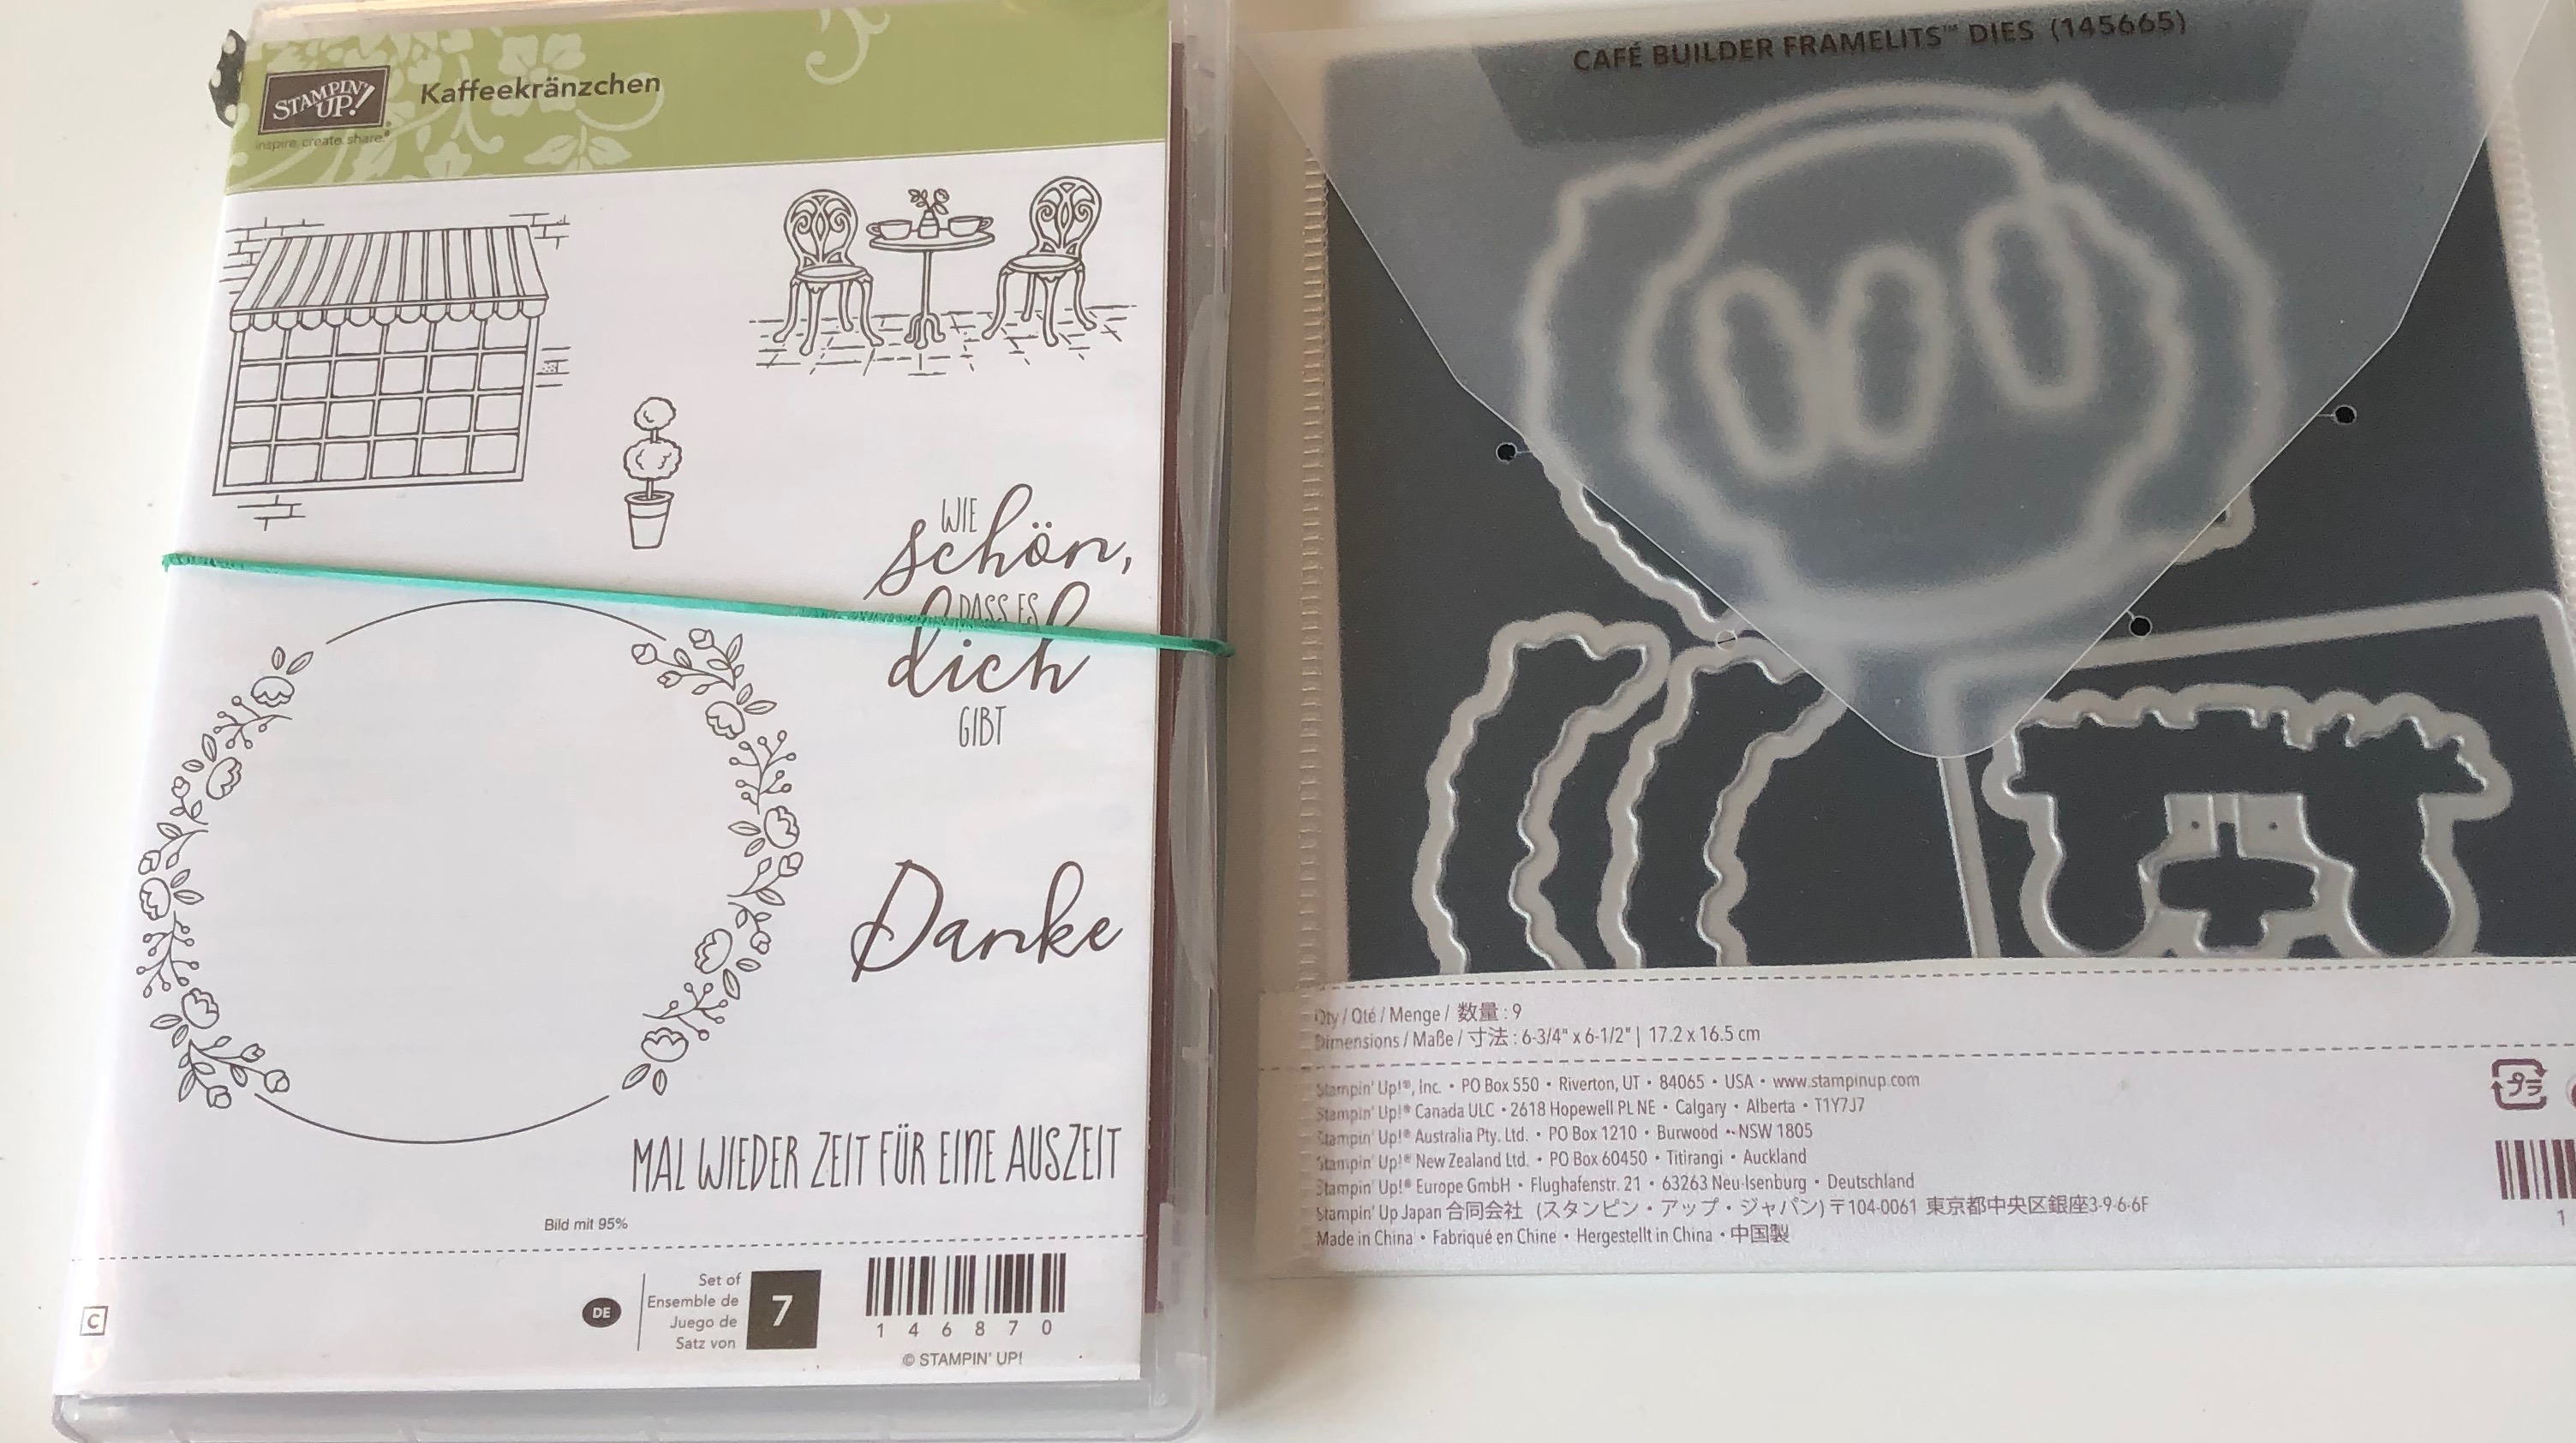 STAMPIN' UP!
inspire. create. share.®
Kaffeekränzchen
WIE
schön,
DASS ES
dich
GIBT
Danke
MAL WIEDER ZEIT FÜR EINE AUSZEIT
Bild mit 95%
C
DE
Set of
Ensemble de
Juego de
Satz von
7
146870
© STAMPIN' UP!
CAFÉ BUILDER FRAMELITS™ DIES (145665)
Qty / Qté / Menge / 数量 : 9
Dimensions / Maße / 寸法 : 6-3/4" x 6-1/2" | 17.2 x 16.5 cm
Stampin' Up!®, Inc. • PO Box 550 • Riverton, UT • 84065 • USA • www.stampinup.com
Stampin' Up!® Canada ULC • 2618 Hopewell PL NE • Calgary • Alberta • T1Y7J7
Stampin' Up!® Australia Pty. Ltd. • PO Box 1210 • Burwood • NSW 1805
Stampin' Up!® New Zealand Ltd. • PO Box 60450 • Titirangi • Auckland
Stampin' Up!® Europe GmbH • Flughafenstr. 21 • 63263 Neu-Isenburg • Deutschland
Stampin' Up Japan 合同会社 (スタンピン・アップ・ジャパン) 〒104-0061 東京都中央区銀座3-9-6-6F
Made in China • Fabriqué en Chine • Hergestellt in China • 中国製
プラ
1